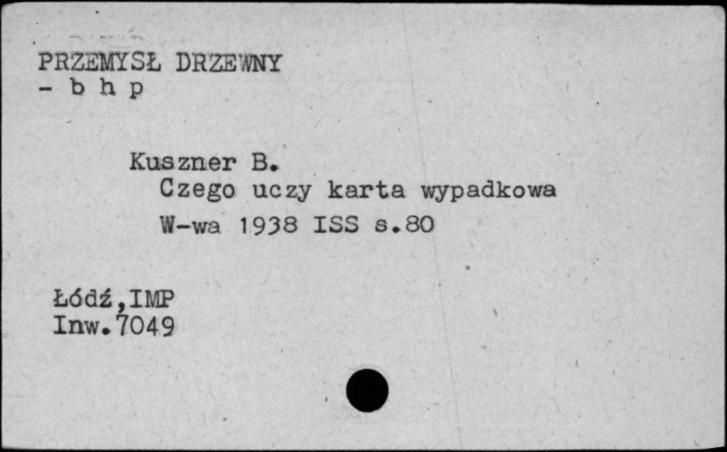 PRZEMYSŁ DRZEWNY
- b h p
Kuszner B.
Czego uczy karta wypadkowa
W-wa 1938 ISS s.80
Łódź,IMP
Inw.7049